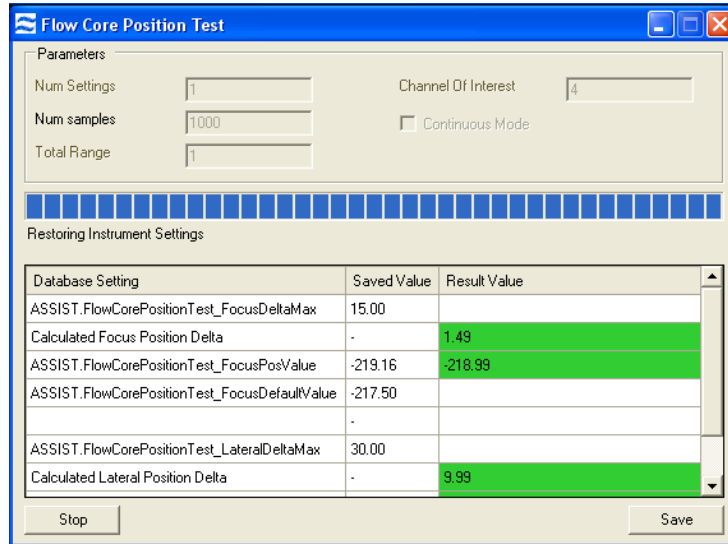 Flow Core Position Test
Parameters
Num Settings 1 Channel Of Interest 4
Num samples 1000 Continuous Mode
Total Range 1
Restoring Instrument Settings
Database Setting Saved Value Result Value
ASSIST.FlowCorePositionTest_FocusDeltaMax 15.00
Calculated Focus Position Delta - 1.49
ASSIST.FlowCorePositionTest_FocusPosValue -219.16 -218.99
ASSIST.FlowCorePositionTest_FocusDefaultValue -217.50
-
ASSIST.FlowCorePositionTest_LateralDeltaMax 30.00
Calculated Lateral Position Delta - 9.99
Stop Save